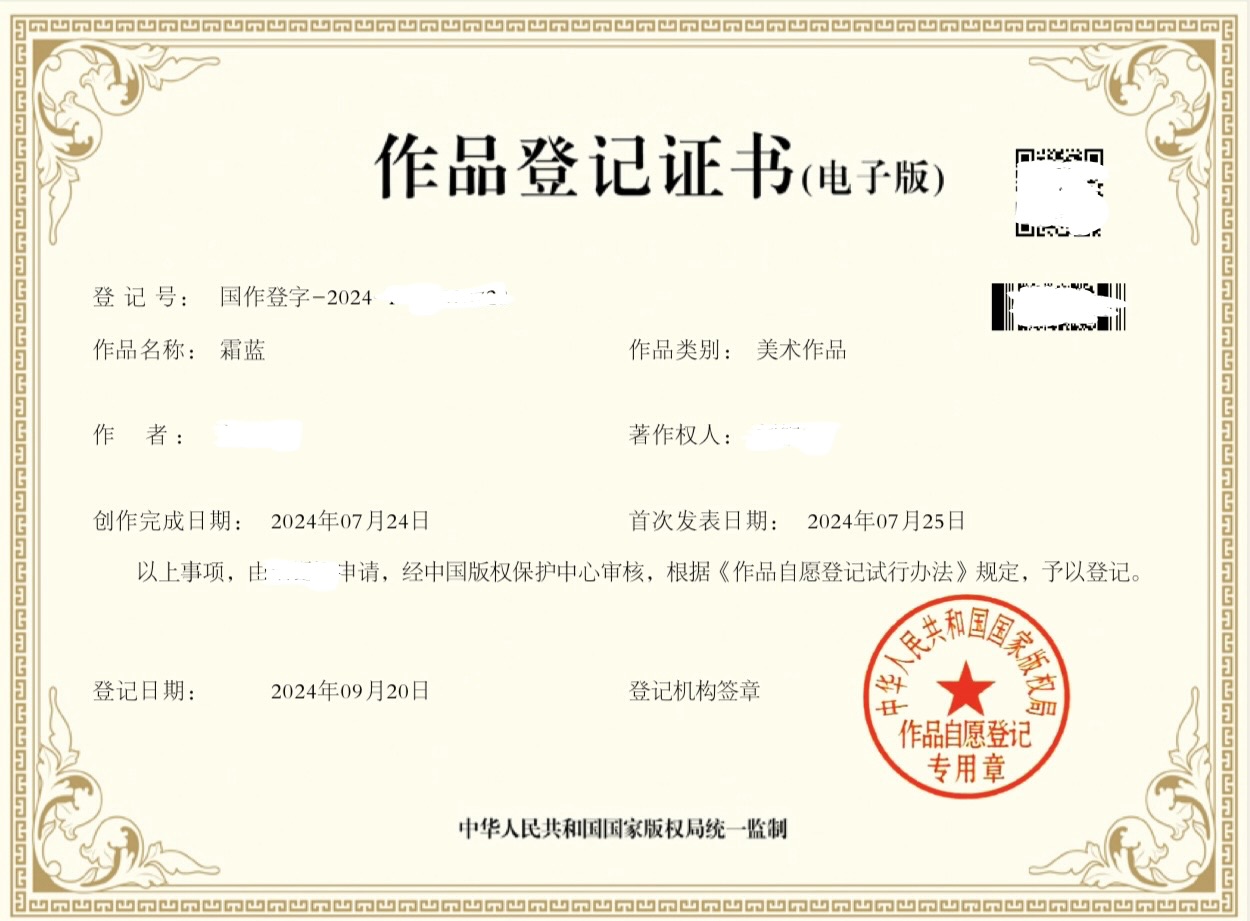 作品登记证书(电子版)
登 记 号： 国作登字-2024
作品名称： 霜蓝
作品类别： 美术作品
作 者：
著作权人：
创作完成日期： 2024年07月24日
首次发表日期： 2024年07月25日
以上事项，由 申请，经中国版权保护中心审核，根据《作品自愿登记试行办法》规定，予以登记。
登记日期： 2024年09月20日
登记机构签章
中华人民共和国国家版权局
作品自愿登记
专用章
中华人民共和国国家版权局统一监制